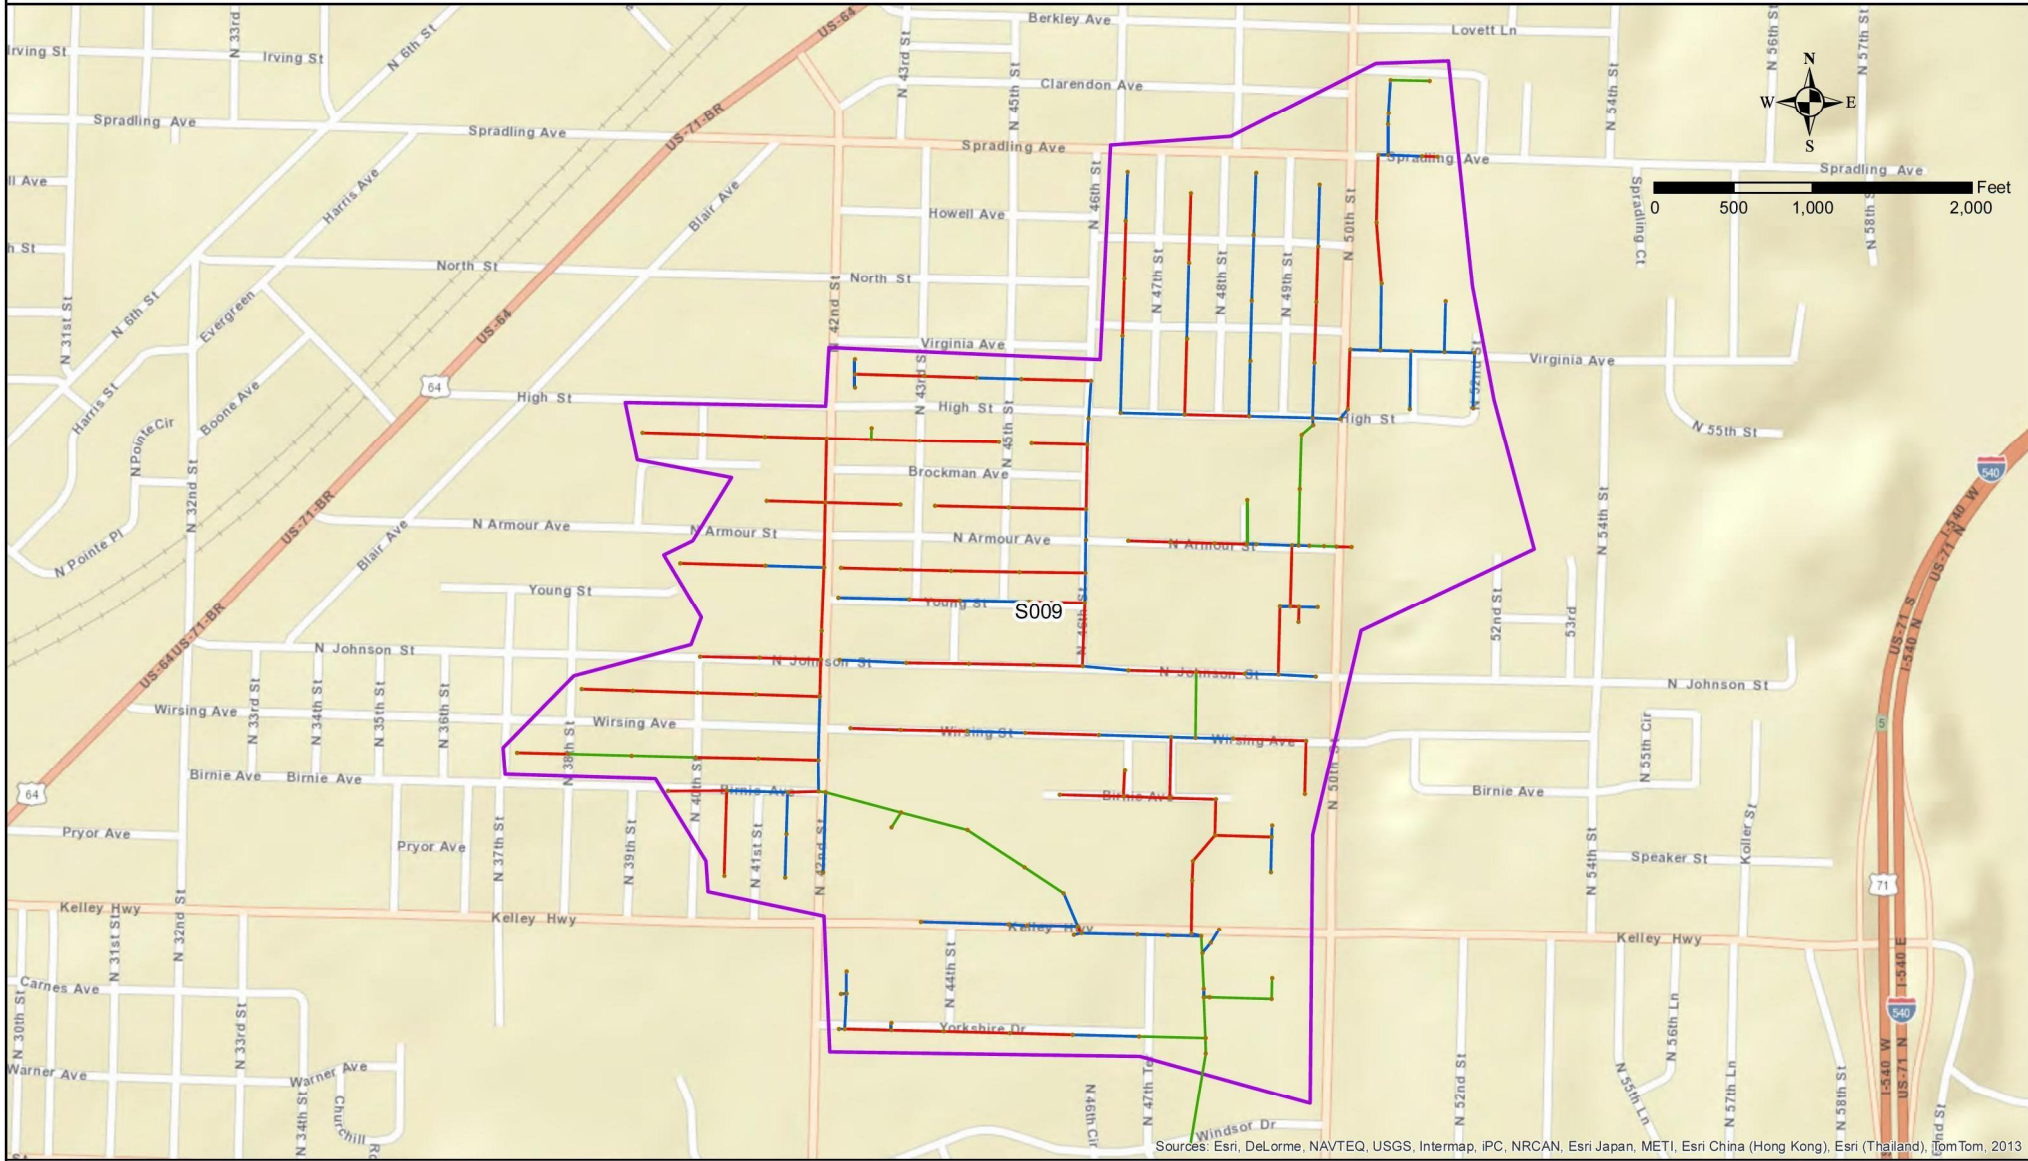 Berkley Ave
Lovett Ln
US-64
N 33rd
N 6th St
N 43rd St
N 56th St
N 57th St
Irving St
Irving St
Clarendon Ave
N 45th St
N 54th St
N
W
E
S
Spradling Ave
Spradling Ave
US-71-BR
Spradling Ave
Spradling Ave
Spradling Ave
Feet
0
500
1,000
2,000
ll Ave
Harris Ave
Blair Ave
Howell Ave
N 46th St
N 50th St
Spradling Ct
N 58th S
h St
North St
North St
N 47th St
N 48th St
N 49th St
N 31st St
N 6th St
Evergreen
US-64
N 42nd St
Virginia Ave
Virginia Ave
64
N 43rd S
N 52nd St
High St
High St
High St
Harris St
Boone Ave
N Pointe Cir
N 45th St
N 55th St
540
Brockman Ave
N 32nd St
US-71-BR
N Armour Ave
N Armour St
N Armour Ave
N Armour St
N 54th St
I-540 W
US-71 N
N Pointe Pl
Blair Ave
Young St
Young St
S009
N 46th St
52nd St
53rd
US-71 S
I-540 N
US-64
US-71-BR
N Johnson St
N Johnson St
N Johnson St
N Johnson St
Wirsing Ave
N 33rd St
N 34th St
N 35th St
N 36th St
Wirsing Ave
Wirsing St
Wirsing Ave
N 38th St
N 50th St
N 55th Cir
5
Birnie Ave
Birnie Ave
N 40th S
Birnie Ave
Birnie Av
Birnie Ave
64
Pryor Ave
Pryor Ave
N 37th St
N 39th St
N 41st St
N 42nd St
N 54th St
Speaker St
Koller St
71
Kelley Hwy
Kelley Hwy
Kelley Hwy
Kelley Hwy
N 31st St
N 32nd St
N 44th St
I-540 E
Carnes Ave
N 30th St
N 33rd St
Yorkshire Dr
N 56th Ln
540
Warner Ave
Warner Ave
N 34th St
Churchill Rd
N 46th Cir
N 47th Te
N 52nd St
N 55th Ln
N 57th Ln
N 58th St
I-540 W
US-71 N
2nd St
Windsor Dr
Sources: Esri, DeLorme, NAVTEQ, USGS, Intermap, iPC, NRCAN, Esri Japan, METI, Esri China (Hong Kong), Esri (Thailand), TomTom, 2013